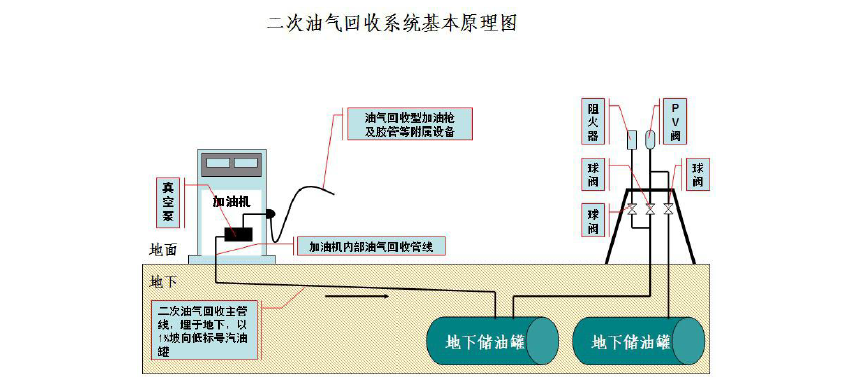 二次油气回收系统基本原理图
油气回收型加油枪
及胶管等附属设备
阻
火
器
P
V
阀
真
空
泵
加油机
球
阀
球
阀
球
阀
地面
加油机内部油气回收管线
地下
二次油气回收主管
线，埋于地下，以
1%坡向低标号汽油
罐
地下储油罐
地下储油罐